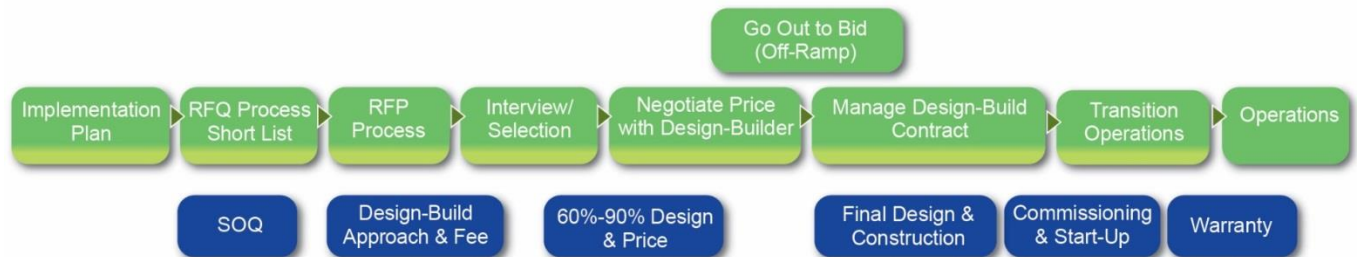 Go Out to Bid
(Off-Ramp)
Implementation
Plan
RFQ Process
Short List
RFP
Process
Interview/
Selection
Negotiate Price
with Design-Builder
Manage Design-Build
Contract
Transition
Operations
Operations
SOQ
Design-Build
Approach & Fee
60%-90% Design
& Price
Final Design &
Construction
Commissioning
& Start-Up
Warranty